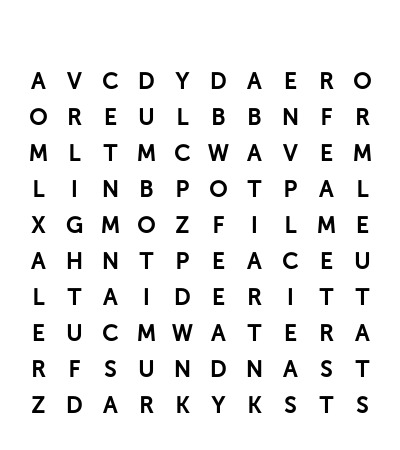 A V C D Y D A E R O
O R E U L B B N F R
M L T M C W A V E M
L I N B P O T P A L
X G M O Z F I L M E
A H N T P E A C E U
L T A I D E R I T T
E U C M W A T E R A
R F S U N D N A S T
Z D A R K Y K S T S